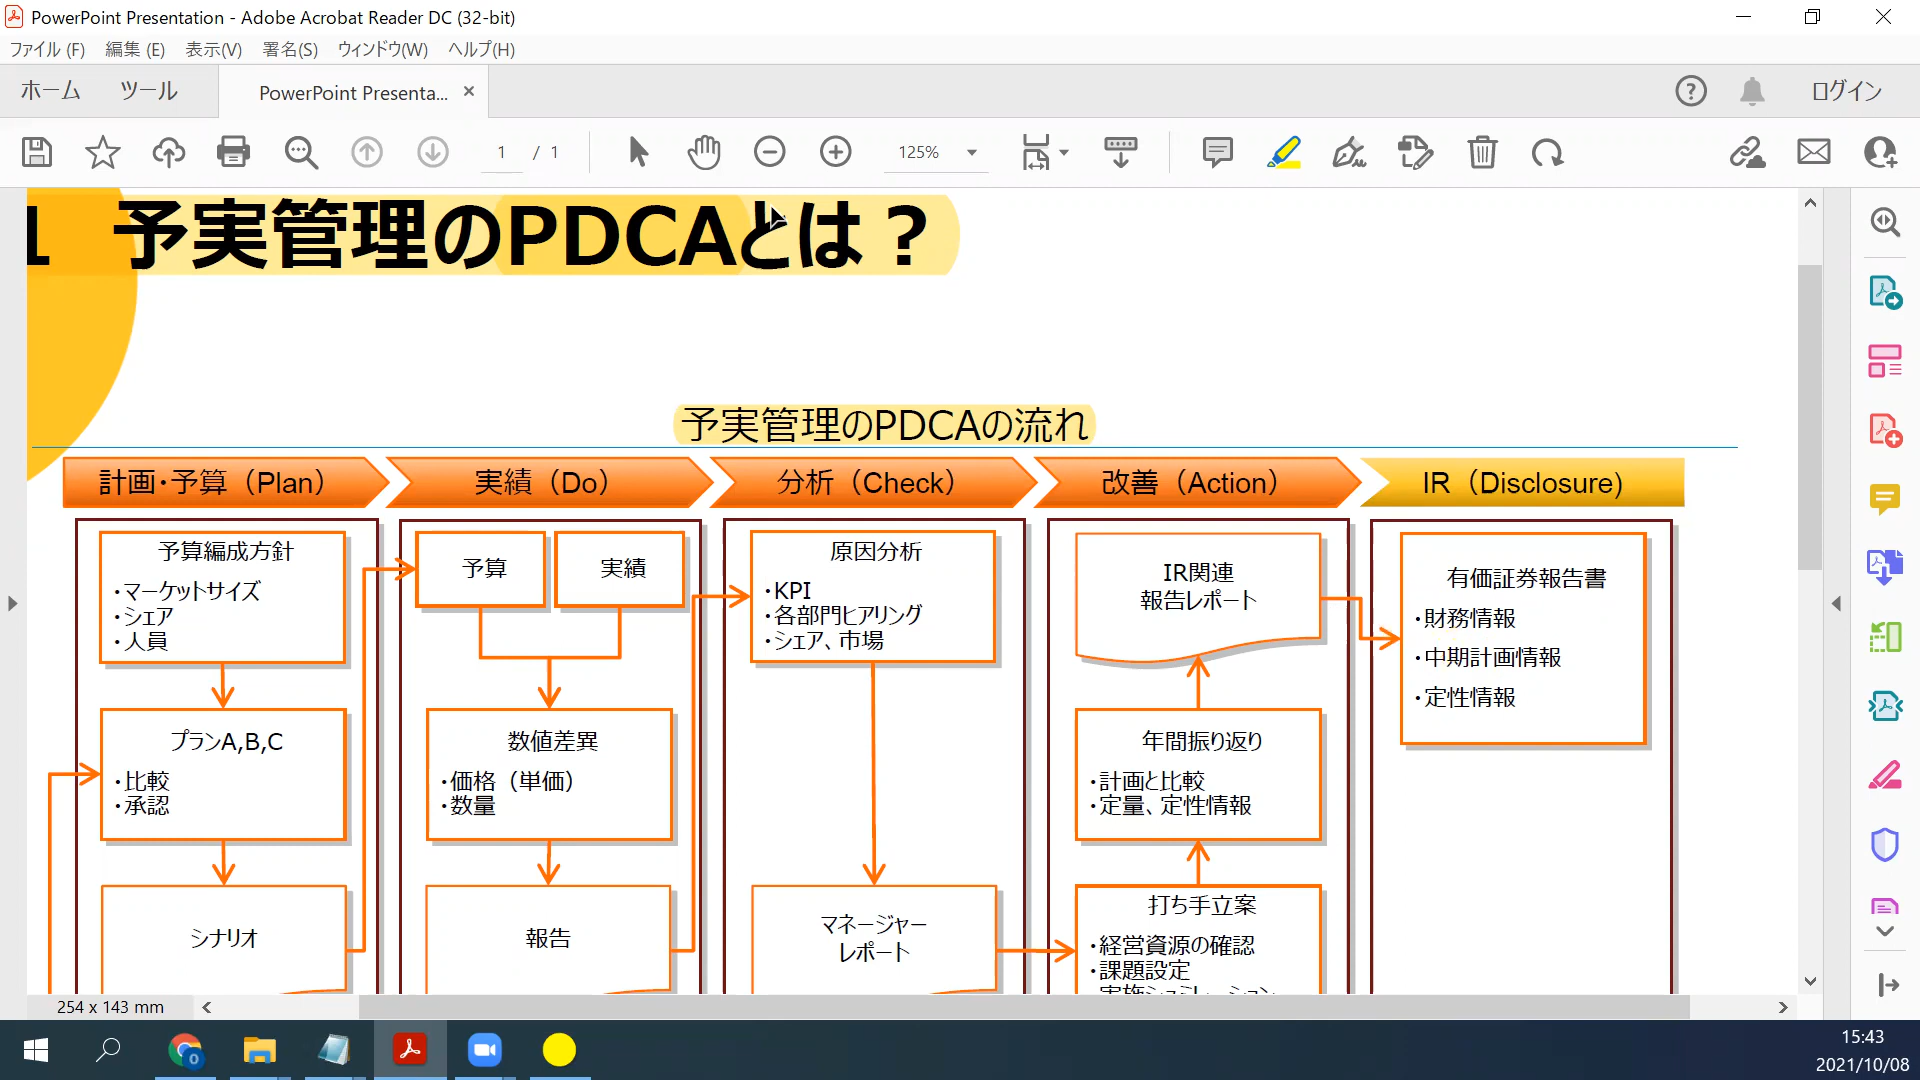 PowerPoint Presentation - Adobe Acrobat Reader DC (32-bit)
ファイル (F) 編集 (E) 表示(V) 署名(S) ウィンドウ(W) ヘルプ(H)
ホーム ツール PowerPoint Presenta... × ログイン
1 / 1 125%
1 予実管理のPDCAとは？
予実管理のPDCAの流れ
計画・予算（Plan） 実績（Do） 分析（Check） 改善（Action） IR（Disclosure）
予算編成方針
・マーケットサイズ
・シェア
・人員
プランA,B,C
・比較
・承認
シナリオ
予算 実績
数値差異
・価格（単価）
・数量
報告
原因分析
・KPI
・各部門ヒアリング
・シェア、市場
マネージャー
レポート
IR関連
報告レポート
年間振り返り
・計画と比較
・定量、定性情報
打ち手立案
・経営資源の確認
・課題設定
有価証券報告書
・財務情報
・中期計画情報
・定性情報
254 x 143 mm
15:43
2021/10/08